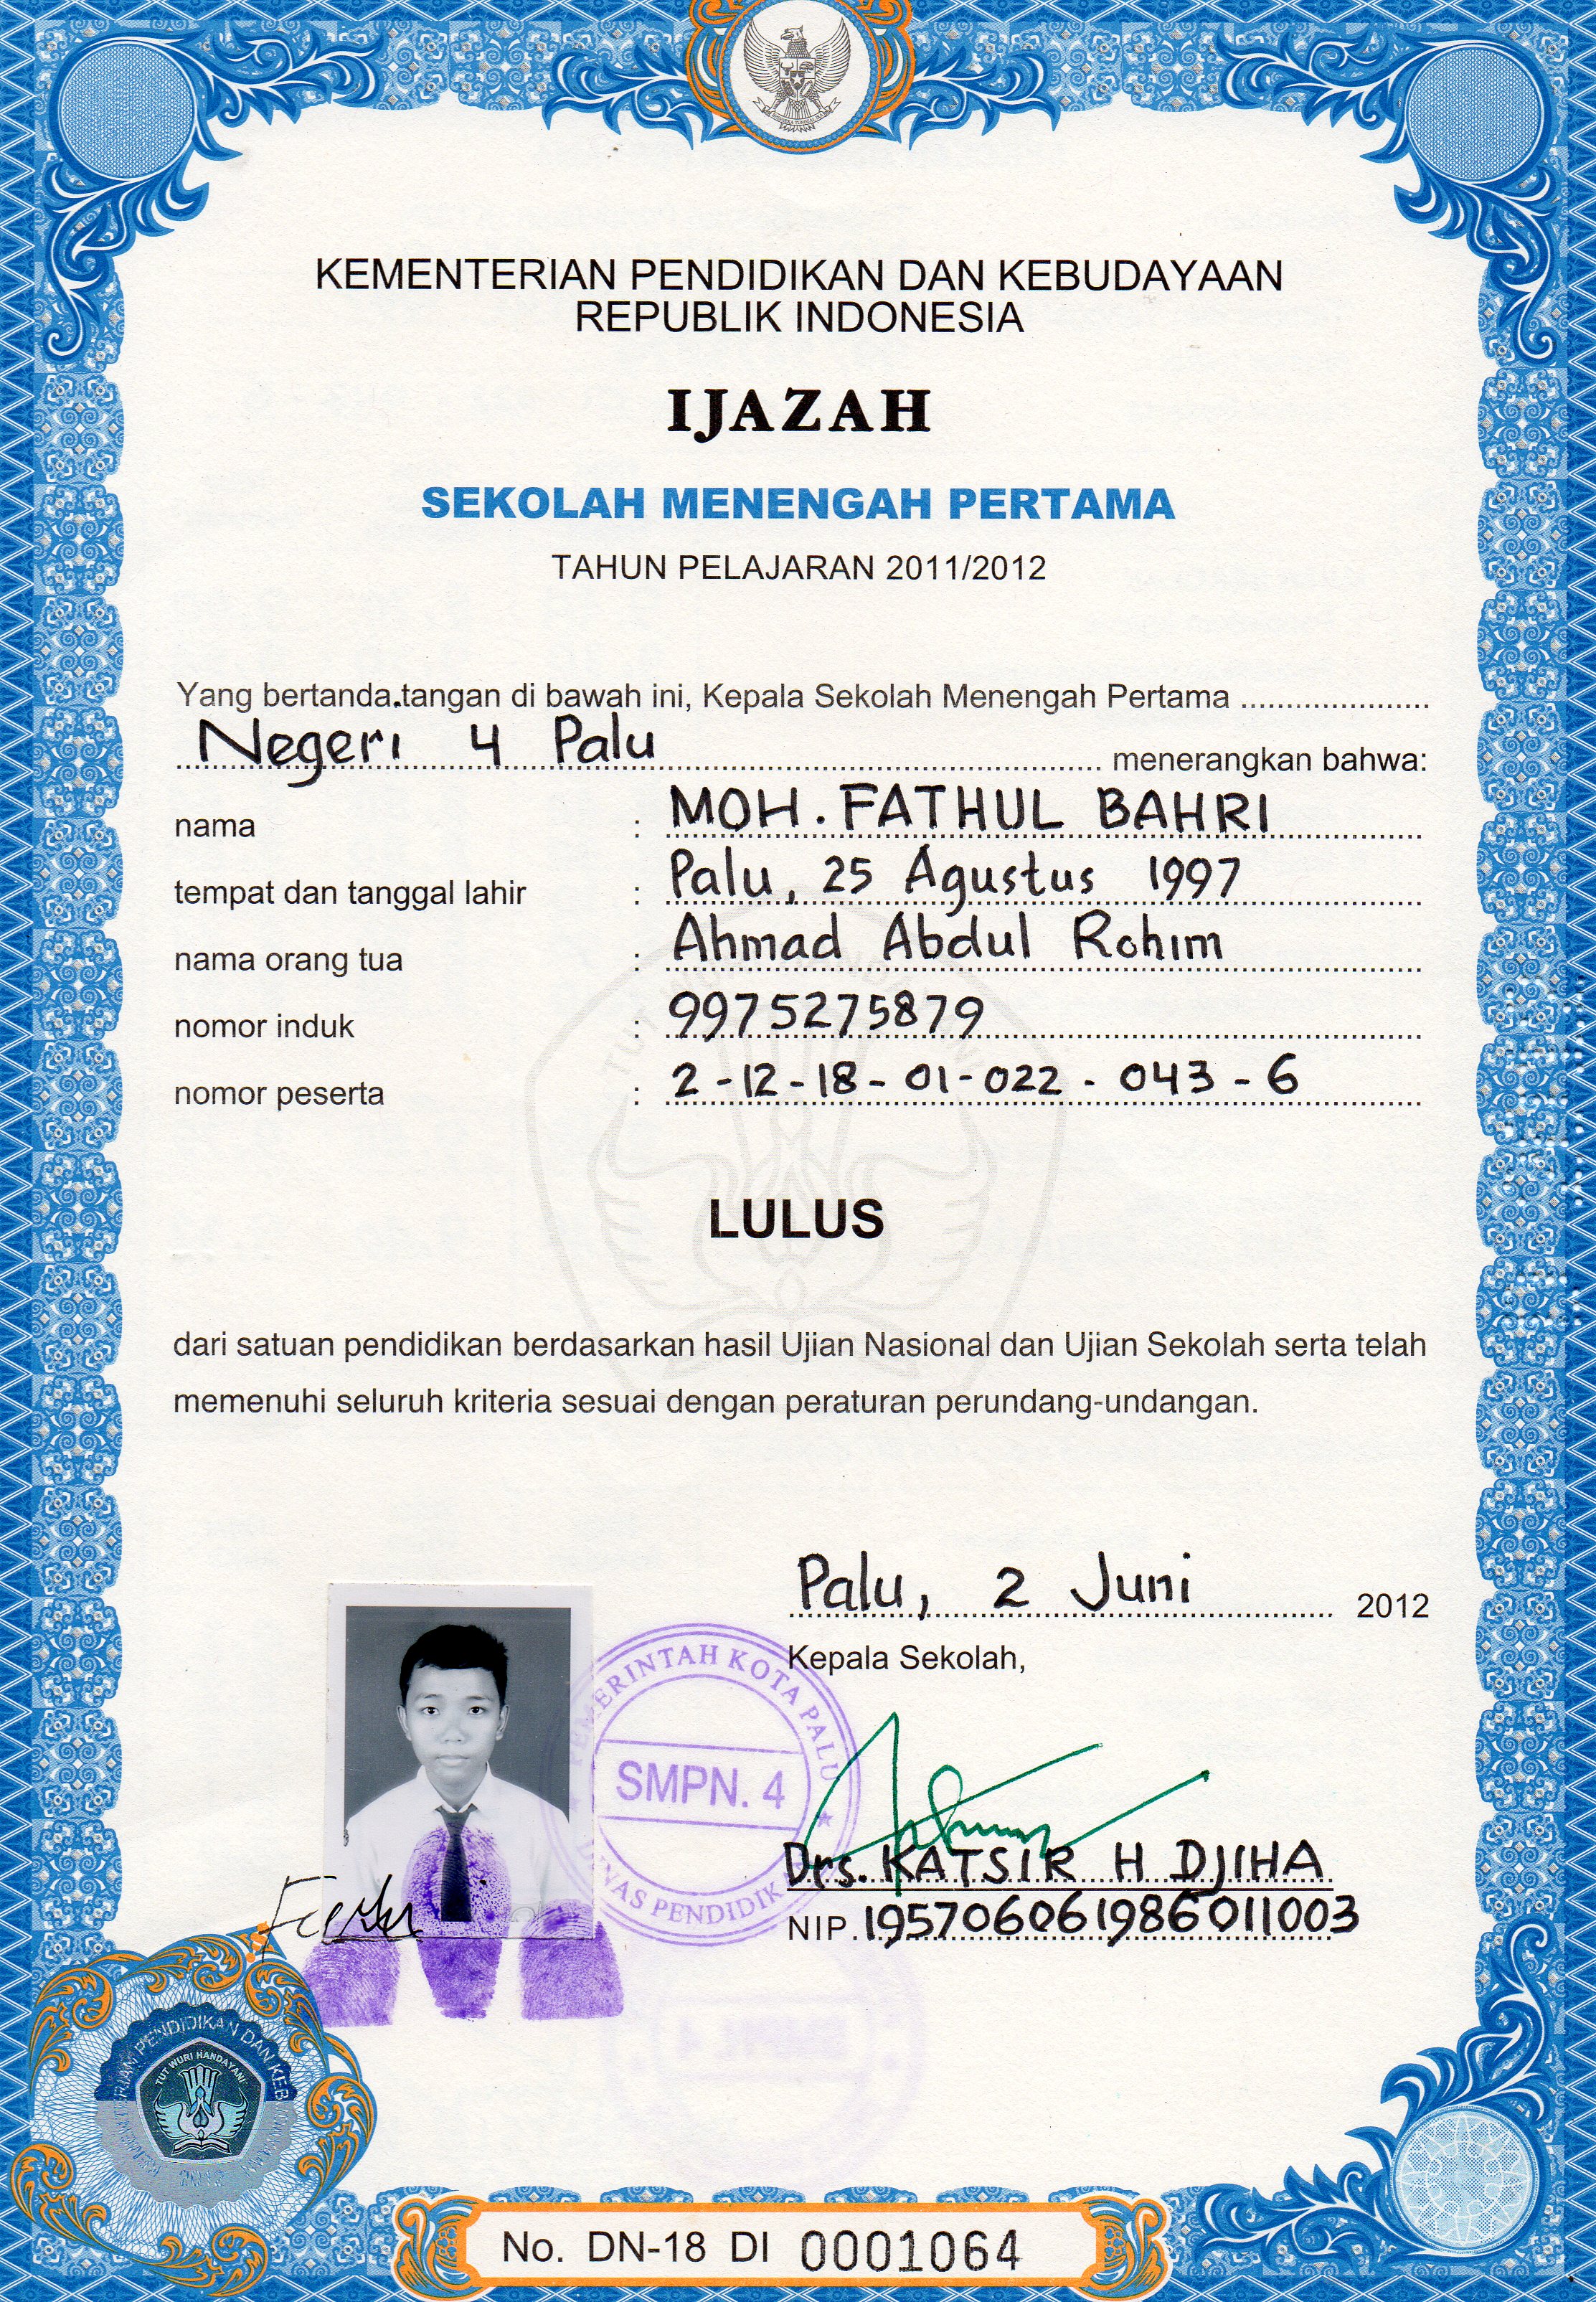 KEMENTERIAN PENDIDIKAN DAN KEBUDAYAAN
REPUBLIK INDONESIA
IJAZAH
SEKOLAH MENENGAH PERTAMA
TAHUN PELAJARAN 2011/2012
Yang bertanda tangan di bawah ini, Kepala Sekolah Menengah Pertama ....................
Negeri 4 Palu menerangkan bahwa:
nama : MOH. FATHUL BAHRI
tempat dan tanggal lahir : Palu, 25 Agustus 1997
nama orang tua : Ahmad Abdul Rohim
nomor induk : 9975275879
nomor peserta : 2-12-18-01-022-043-6
LULUS
dari satuan pendidikan berdasarkan hasil Ujian Nasional dan Ujian Sekolah serta telah
memenuhi seluruh kriteria sesuai dengan peraturan perundang-undangan.
Palu, 2 Juni 2012
Kepala Sekolah,
PEMERINTAH KOTA PALU
SMPN. 4
DINAS PENDIDIK
Drs. KATSIR H DJIHA
NIP. 195706061986011003
PENDIDIKAN DAN KEB
TUT WURI HANDAYANI
No. DN-18 DI 0001064